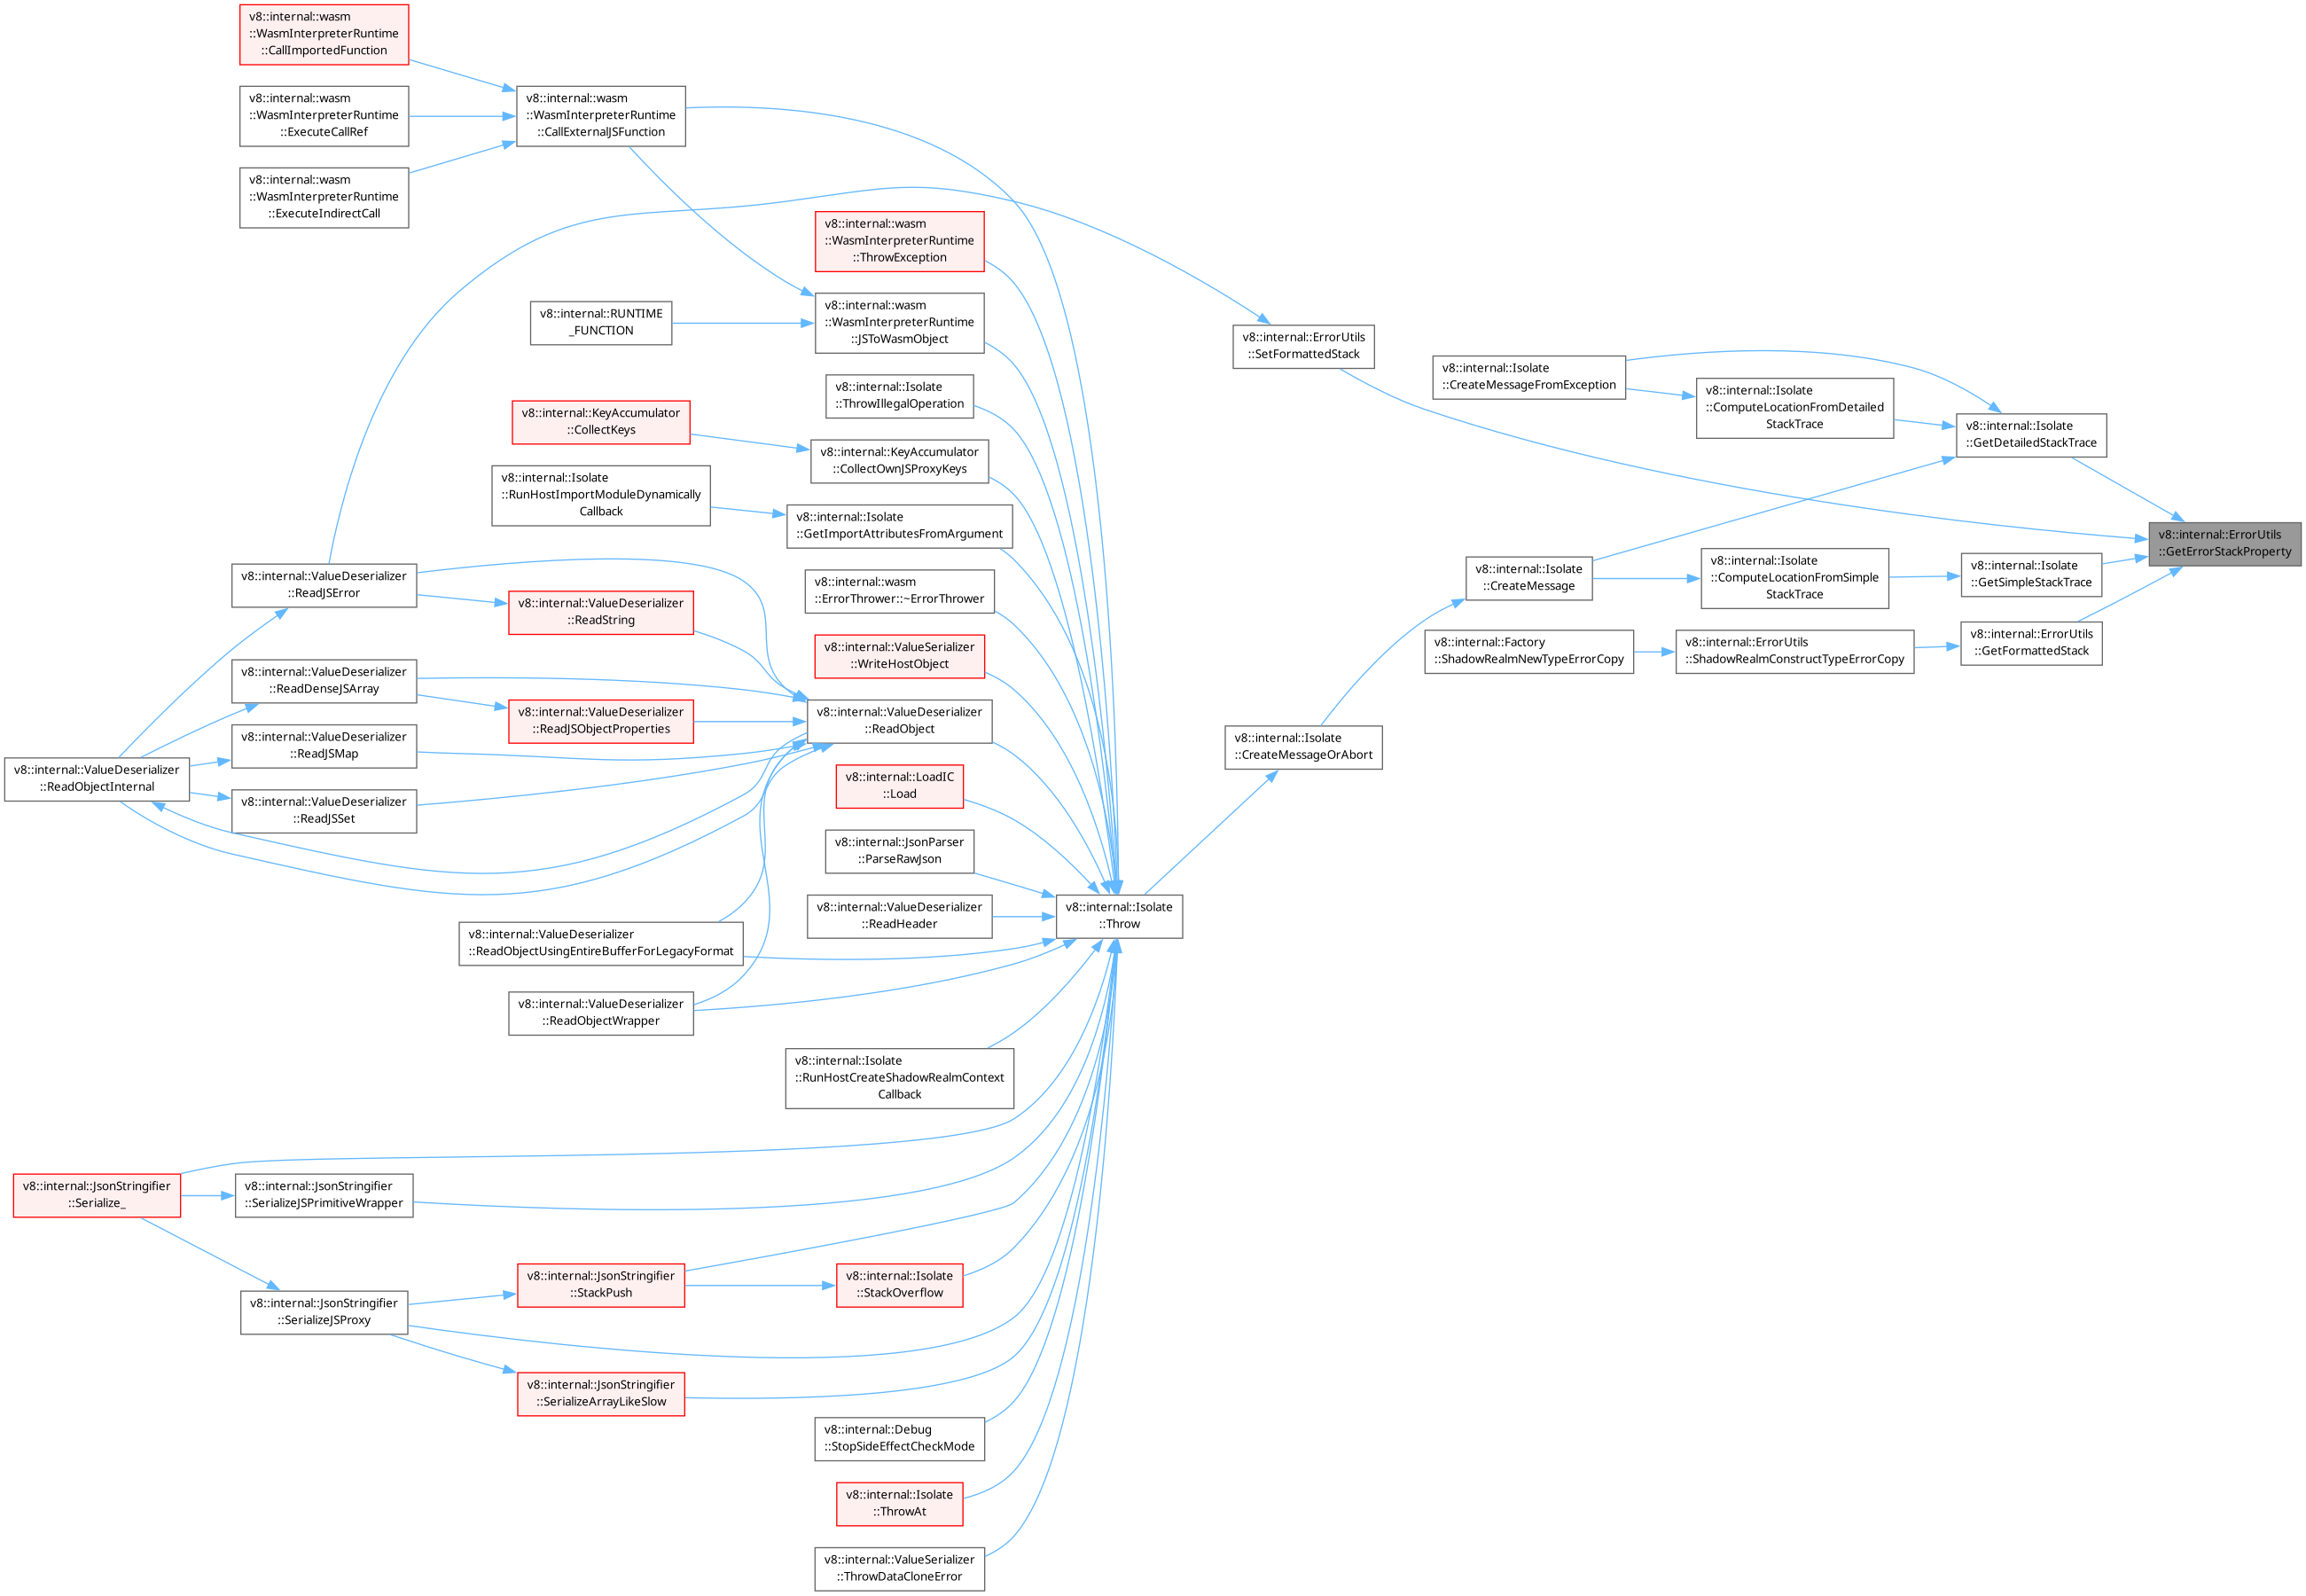 v8::internal::wasm
::WasmInterpreterRuntime
::CallImportedFunction
v8::internal::wasm
::WasmInterpreterRuntime
::ExecuteCallRef
v8::internal::wasm
::WasmInterpreterRuntime
::ExecuteIndirectCall
v8::internal::wasm
::WasmInterpreterRuntime
::CallExternalJSFunction
v8::internal::wasm
::WasmInterpreterRuntime
::ThrowException
v8::internal::RUNTIME
_FUNCTION
v8::internal::wasm
::WasmInterpreterRuntime
::JSToWasmObject
v8::internal::ErrorUtils
::SetFormattedStack
v8::internal::Isolate
::CreateMessageFromException
v8::internal::Isolate
::ComputeLocationFromDetailed
StackTrace
v8::internal::Isolate
::GetDetailedStackTrace
v8::internal::Isolate
::ThrowIllegalOperation
v8::internal::KeyAccumulator
::CollectKeys
v8::internal::KeyAccumulator
::CollectOwnJSProxyKeys
v8::internal::Isolate
::RunHostImportModuleDynamically
Callback
v8::internal::Isolate
::GetImportAttributesFromArgument
v8::internal::ErrorUtils
::GetErrorStackProperty
v8::internal::ValueDeserializer
::ReadJSError
v8::internal::ValueDeserializer
::ReadString
v8::internal::wasm
::ErrorThrower::~ErrorThrower
v8::internal::Isolate
::CreateMessage
v8::internal::Isolate
::ComputeLocationFromSimple
StackTrace
v8::internal::Isolate
::GetSimpleStackTrace
v8::internal::ValueSerializer
::WriteHostObject
v8::internal::Factory
::ShadowRealmNewTypeErrorCopy
v8::internal::ErrorUtils
::ShadowRealmConstructTypeErrorCopy
v8::internal::ErrorUtils
::GetFormattedStack
v8::internal::ValueDeserializer
::ReadDenseJSArray
v8::internal::ValueDeserializer
::ReadJSObjectProperties
v8::internal::ValueDeserializer
::ReadObject
v8::internal::ValueDeserializer
::ReadJSMap
v8::internal::ValueDeserializer
::ReadObjectInternal
v8::internal::ValueDeserializer
::ReadJSSet
v8::internal::LoadIC
::Load
v8::internal::Isolate
::CreateMessageOrAbort
v8::internal::JsonParser
::ParseRawJson
v8::internal::ValueDeserializer
::ReadHeader
v8::internal::Isolate
::Throw
v8::internal::ValueDeserializer
::ReadObjectUsingEntireBufferForLegacyFormat
v8::internal::ValueDeserializer
::ReadObjectWrapper
v8::internal::Isolate
::RunHostCreateShadowRealmContext
Callback
v8::internal::JsonStringifier
::Serialize_
v8::internal::JsonStringifier
::SerializeJSPrimitiveWrapper
v8::internal::JsonStringifier
::SerializeJSProxy
v8::internal::JsonStringifier
::StackPush
v8::internal::Isolate
::StackOverflow
v8::internal::JsonStringifier
::SerializeArrayLikeSlow
v8::internal::Debug
::StopSideEffectCheckMode
v8::internal::Isolate
::ThrowAt
v8::internal::ValueSerializer
::ThrowDataCloneError